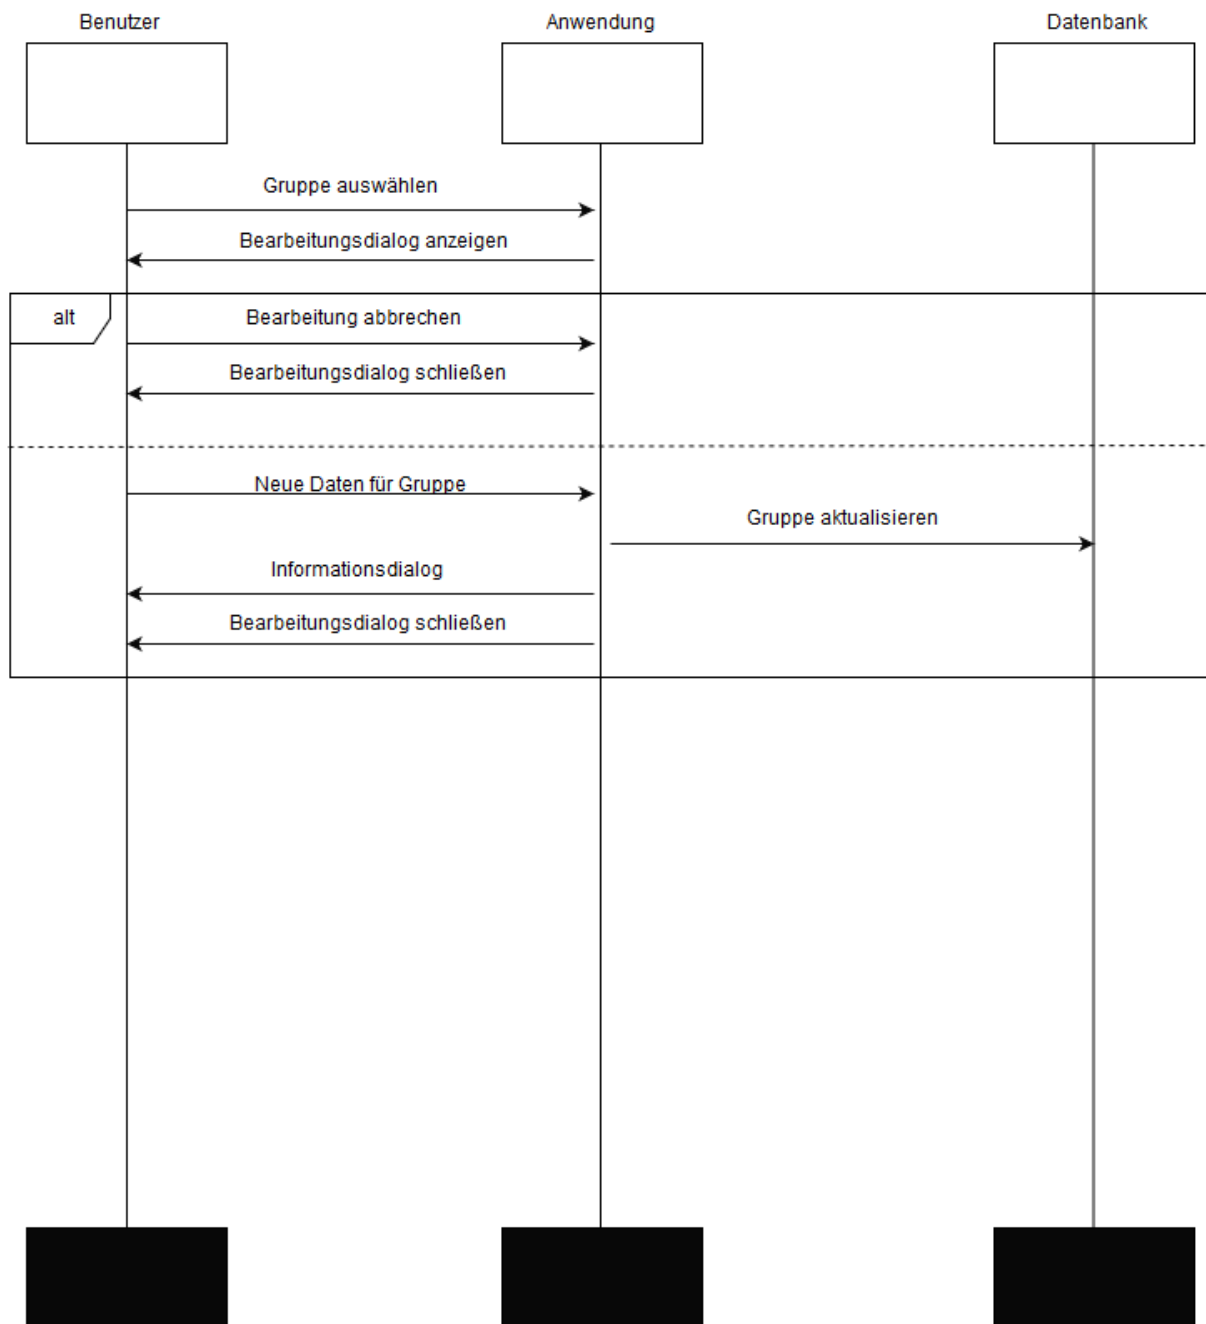 Benutzer
Anwendung
Datenbank
Gruppe auswählen
Bearbeitungsdialog anzeigen
alt
Bearbeitung abbrechen
Bearbeitungsdialog schließen
Neue Daten für Gruppe
Gruppe aktualisieren
Informationsdialog
Bearbeitungsdialog schließen